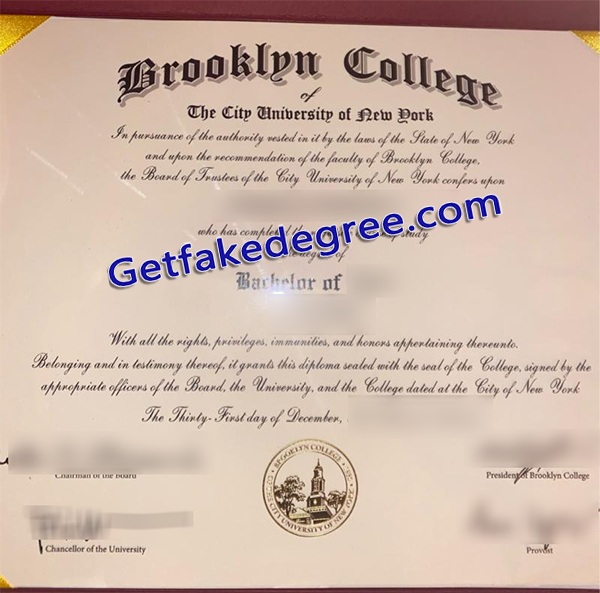 Brooklyn College
of
The City University of New York
In pursuance of the authority vested in it by the laws of the State of New York
and upon the recommendation of the faculty of Brooklyn College,
the Board of Trustees of the City University of New York confers upon
who has completed study
Getfakedegree.com
degree of
Bachelor of
With all the rights, privileges, immunities, and honors appertaining thereunto.
Belonging and in testimony thereof, it grants this diploma sealed with the seal of the College, signed by the
appropriate officers of the Board, the University, and the College dated at the City of New York
The Thirty-First day of December,
Chairman of the Board
President of Brooklyn College
BROOKLYN COLLEGE
CITY UNIVERSITY OF NEW YORK
Chancellor of the University
Provost